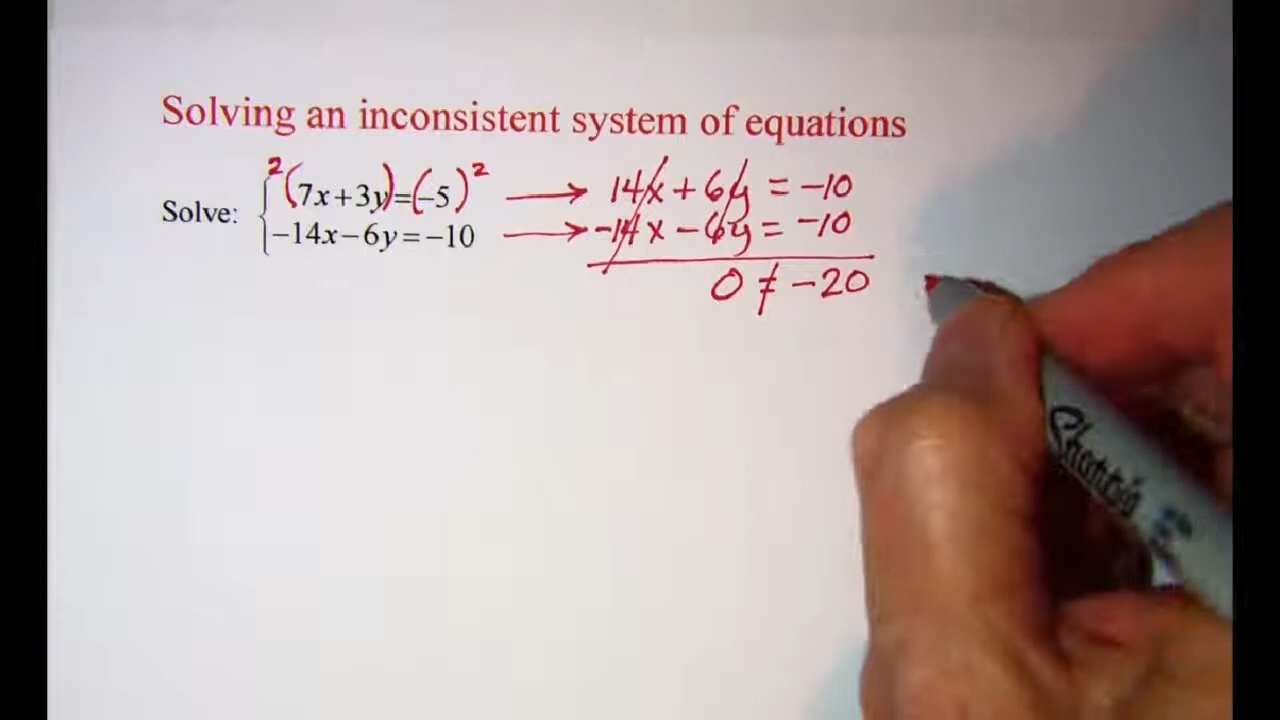 Solving an inconsistent system of equations
2(7x+3y)=(-5)2 → 14x + 6y = -10
Solve:
-14x-6y=-10 → -14x - 6y = -10
0 ≠ -20
Sharpie